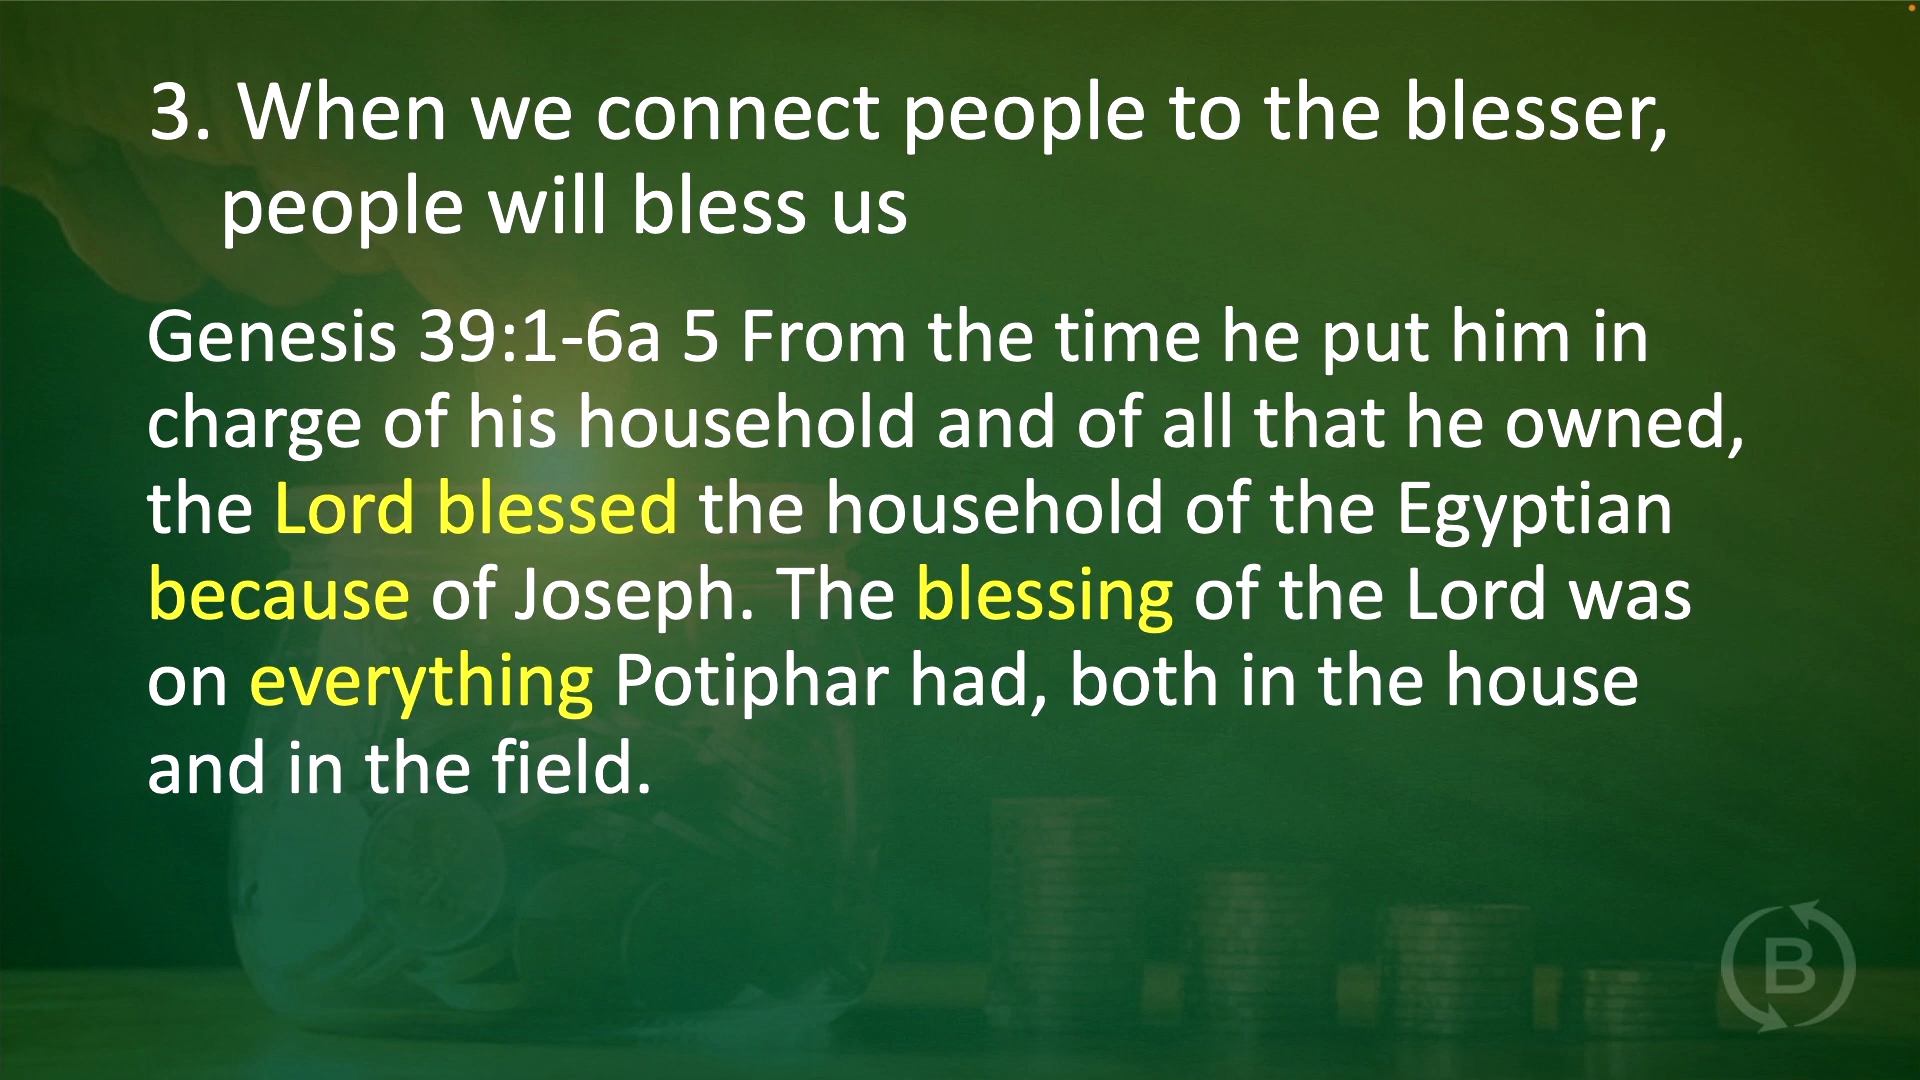 3. When we connect people to the blesser,
people will bless us
Genesis 39:1-6a 5 From the time he put him in
charge of his household and of all that he owned,
the Lord blessed the household of the Egyptian
because of Joseph. The blessing of the Lord was
on everything Potiphar had, both in the house
and in the field.
B